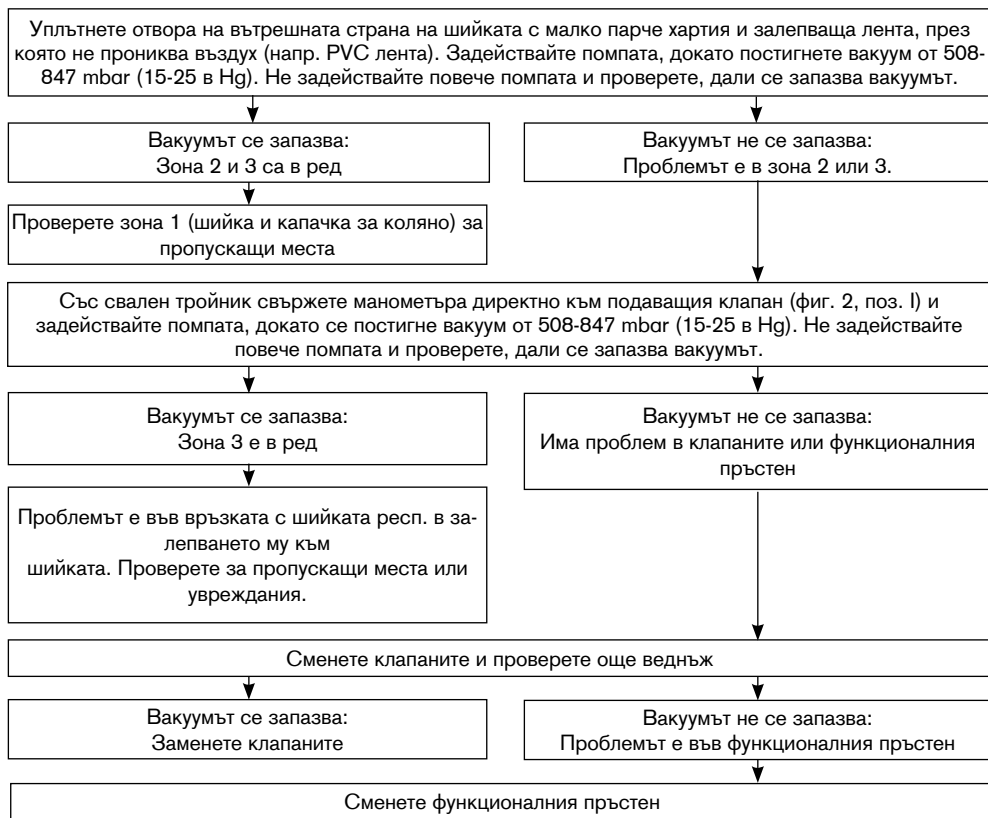 Уплътнете отвора на вътрешната страна на шийката с малко парче хартия и залепваща лента, през
която не прониква въздух (напр. PVC лента). Задействайте помпата, докато постигнете вакуум от 508-
847 mbar (15-25 в Hg). Не задействайте повече помпата и проверете, дали се запазва вакуумът.
Вакуумът се запазва:
Зона 2 и 3 са в ред
Вакуумът не се запазва:
Проблемът е в зона 2 или 3.
Проверете зона 1 (шийка и капачка за коляно) за
пропускащи места
Със свален тройник свържете манометъра директно към подаващия клапан (фиг. 2, поз. I) и
задействайте помпата, докато се постигне вакуум от 508-847 mbar (15-25 в Hg). Не задействайте
повече помпата и проверете, дали се запазва вакуумът.
Вакуумът се запазва:
Зона 3 е в ред
Вакуумът не се запазва:
Има проблем в клапаните или функционалния
пръстен
Проблемът е във връзката с шийката респ. в за-
лепването му към
шийката. Проверете за пропускащи места или
увреждания.
Сменете клапаните и проверете още веднъж
Вакуумът се запазва:
Заменете клапаните
Вакуумът не се запазва:
Проблемът е във функционалния пръстен
Сменете функционалния пръстен